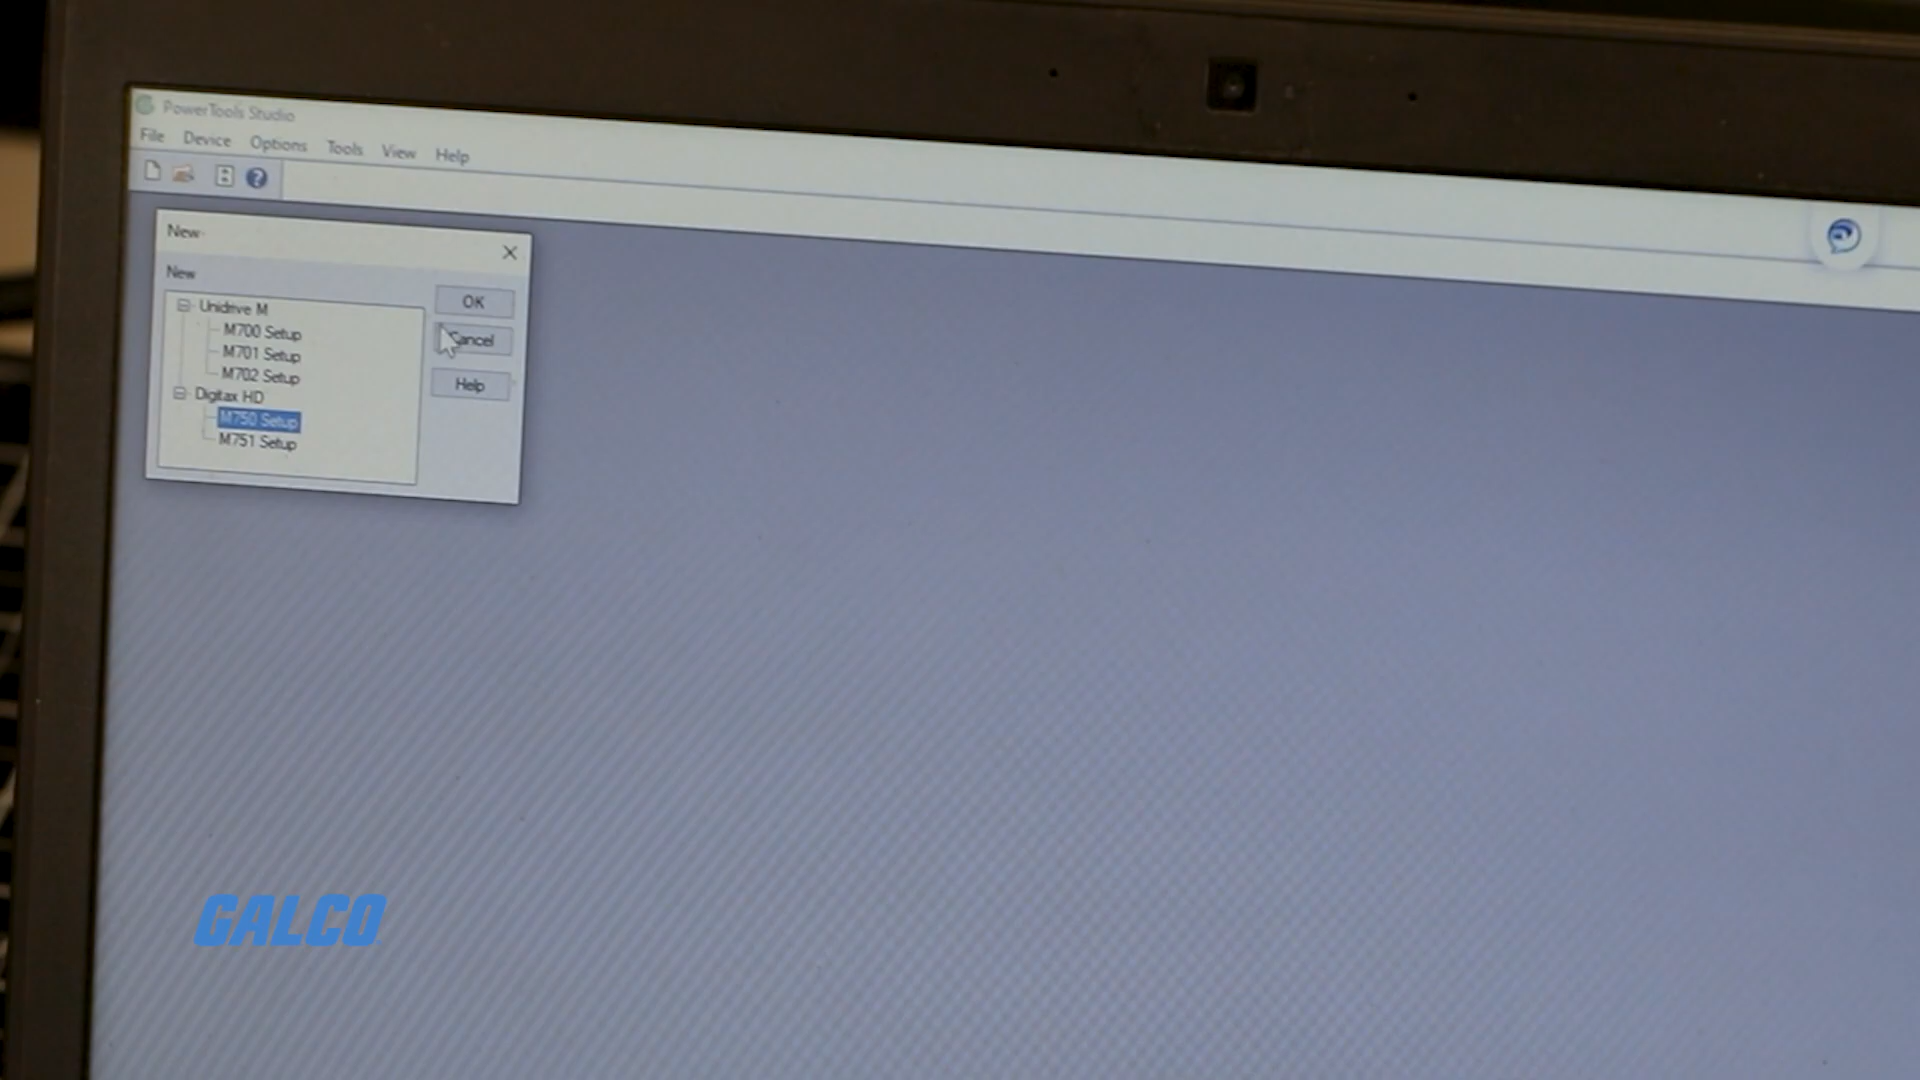 PowerTools Studio
File Device Options Tools View Help
New
New
Unidrive M
M700 Setup
M701 Setup
M702 Setup
Digitax HD
M750 Setup
M751 Setup
OK
Cancel
Help
GALCO